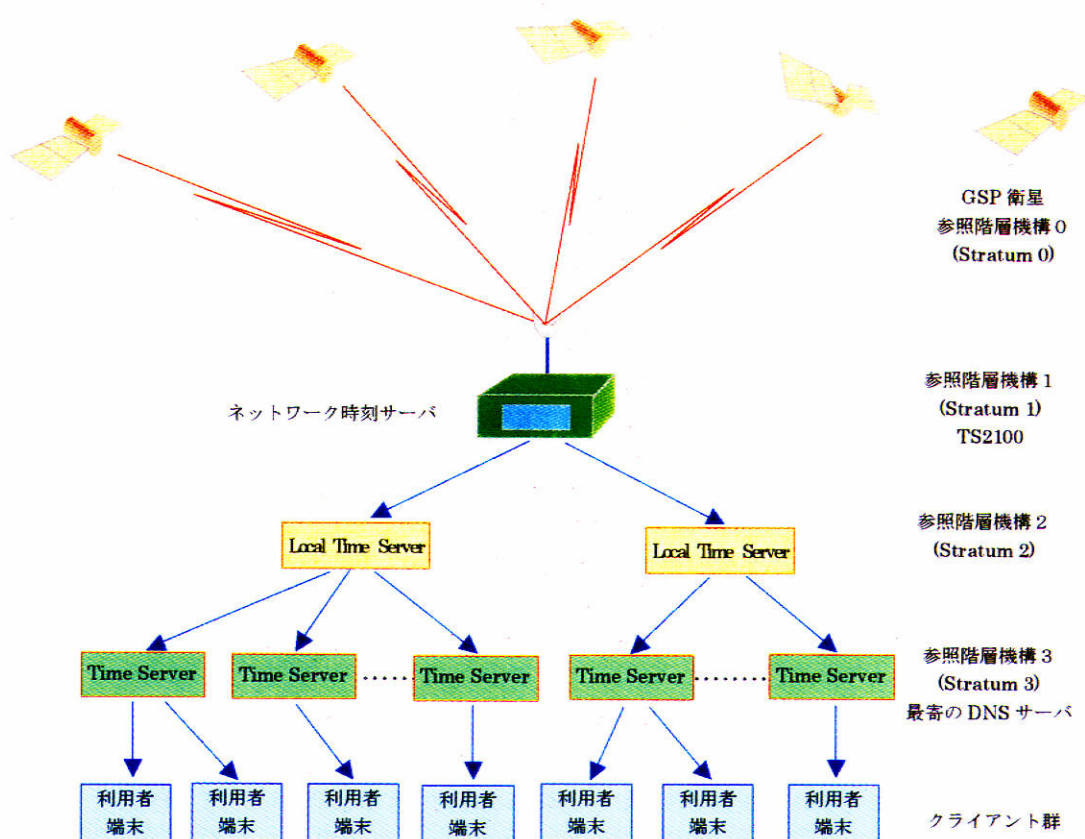 GSP 衛星
参照階層機構 0
(Stratum 0)
参照階層機構 1
(Stratum 1)
TS2100
ネットワーク時刻サーバ
参照階層機構 2
(Stratum 2)
Local Time Server
Local Time Server
参照階層機構 3
(Stratum 3)
最寄の DNS サーバ
Time Server
Time Server
......
Time Server
Time Server
........
Time Server
利用者
端末
利用者
端末
利用者
端末
利用者
端末
利用者
端末
利用者
端末
利用者
端末
クライアント群